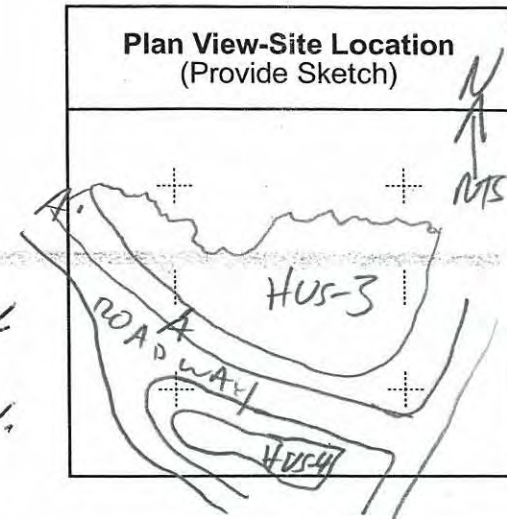 Plan View-Site Location
(Provide Sketch)
N
NTS
A'
HUS-3
A
ROADWAY
HUS-4